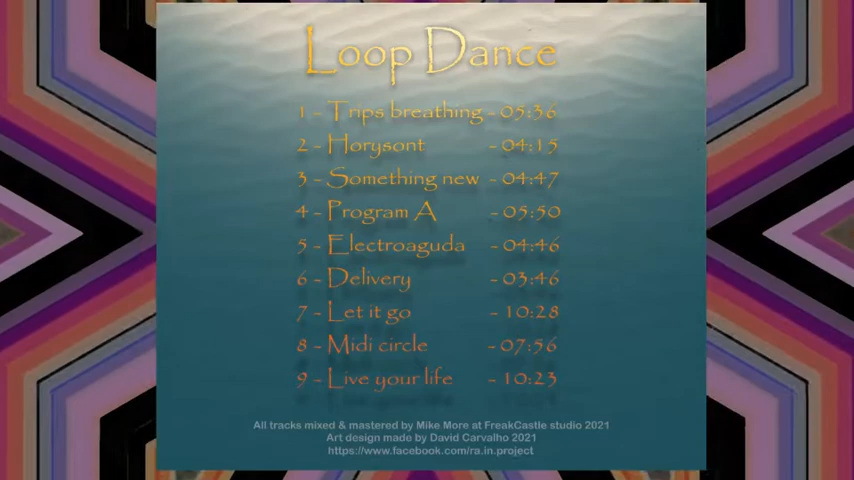 Loop Dance
1 - Trips breathing - 05:36
2 - Horysont - 04:15
3 - Something new - 04:47
4 - Program A - 05:50
5 - Electroaguda - 04:46
6 - Delivery - 03:46
7 - Let it go - 10:28
8 - Midi circle - 07:56
9 - Live your life - 10:23
All tracks mixed & mastered by Mike More at FreakCastle studio 2021
Art design made by David Carvalho 2021
https://www.facebook.com/ra.in.project